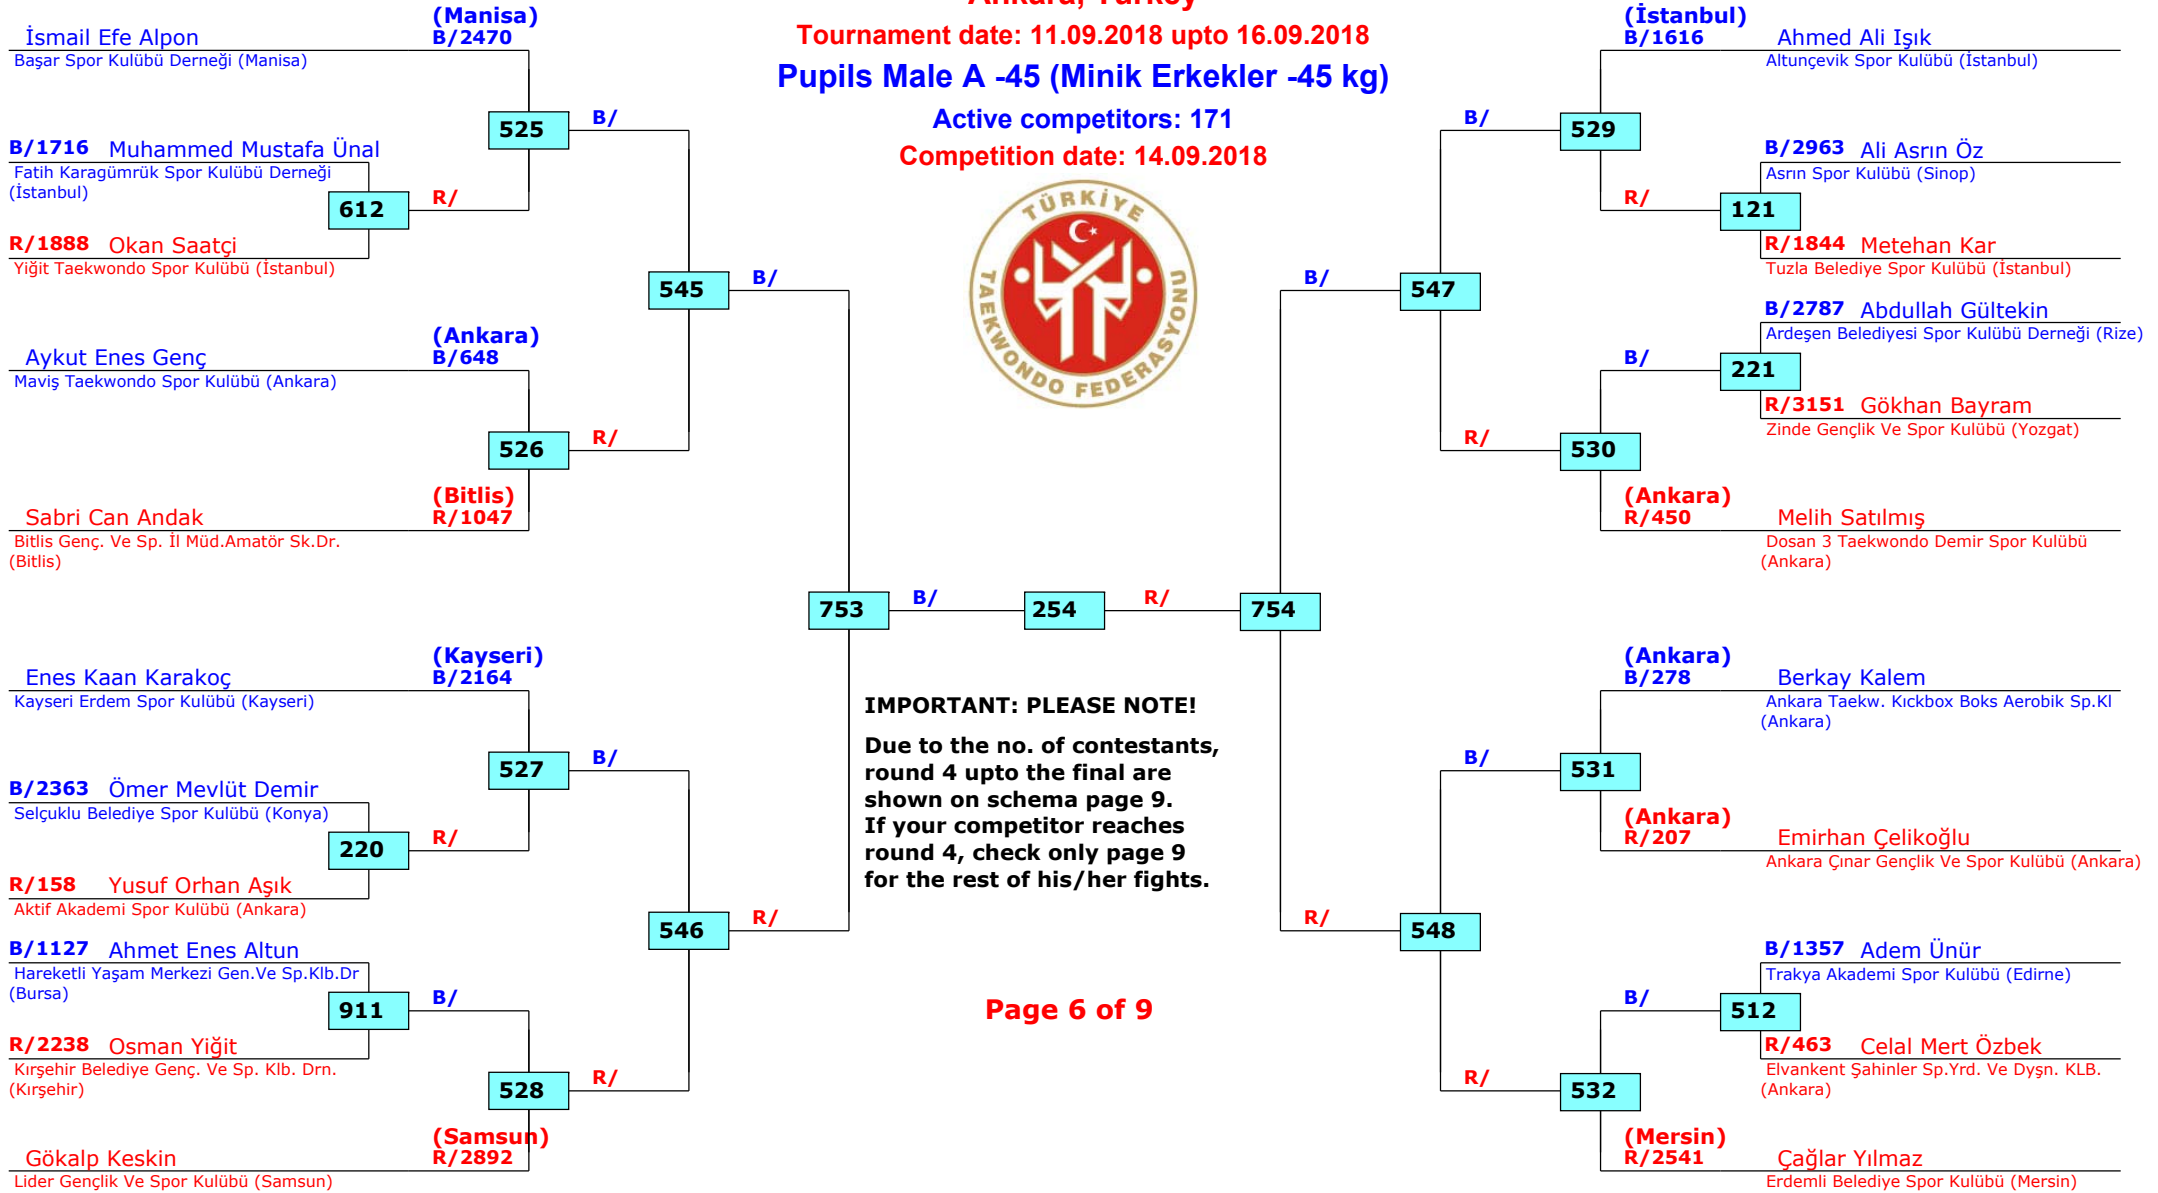 Ankara, Turkey
Tournament date: 11.09.2018 upto 16.09.2018
Pupils Male A -45 (Minik Erkekler -45 kg)
Active competitors: 171
Competition date: 14.09.2018
TÜRKİYE
TAEKWONDO FEDERASYONU
(Manisa)
İsmail Efe Alpon B/2470
Başar Spor Kulübü Derneği (Manisa)
525 B/
B/1716 Muhammed Mustafa Ünal
Fatih Karagümrük Spor Kulübü Derneği
(İstanbul)
612 R/
R/1888 Okan Saatçi
Yiğit Taekwondo Spor Kulübü (İstanbul)
545 B/
(Ankara)
Aykut Enes Genç B/648
Maviş Taekwondo Spor Kulübü (Ankara)
526 R/
(Bitlis)
Sabri Can Andak R/1047
Bitlis Genç. Ve Sp. İl Müd.Amatör Sk.Dr.
(Bitlis)
753 B/ 254 R/ 754
(Kayseri)
Enes Kaan Karakoç B/2164
Kayseri Erdem Spor Kulübü (Kayseri)
527 B/
B/2363 Ömer Mevlüt Demir
Selçuklu Belediye Spor Kulübü (Konya)
220 R/
R/158 Yusuf Orhan Aşık
Aktif Akademi Spor Kulübü (Ankara)
546 R/
B/1127 Ahmet Enes Altun
Hareketli Yaşam Merkezi Gen.Ve Sp.Klb.Dr
(Bursa)
911 B/
R/2238 Osman Yiğit
Kırşehir Belediye Genç. Ve Sp. Klb. Drn.
(Kırşehir)
528 R/
(Samsun)
Gökalp Keskin R/2892
Lider Gençlik Ve Spor Kulübü (Samsun)
IMPORTANT: PLEASE NOTE!
Due to the no. of contestants,
round 4 upto the final are
shown on schema page 9.
If your competitor reaches
round 4, check only page 9
for the rest of his/her fights.
Page 6 of 9
(İstanbul)
B/1616 Ahmed Ali Işık
Altunçevik Spor Kulübü (İstanbul)
B/ 529
B/2963 Ali Asrın Öz
Asrın Spor Kulübü (Sinop)
R/ 121
R/1844 Metehan Kar
Tuzla Belediye Spor Kulübü (İstanbul)
B/ 547
B/2787 Abdullah Gültekin
Ardeşen Belediyesi Spor Kulübü Derneği (Rize)
B/ 221
R/3151 Gökhan Bayram
Zinde Gençlik Ve Spor Kulübü (Yozgat)
R/ 530
(Ankara)
R/450 Melih Satılmış
Dosan 3 Taekwondo Demir Spor Kulübü
(Ankara)
(Ankara)
B/278 Berkay Kalem
Ankara Taekw. Kıckbox Boks Aerobik Sp.Kl
(Ankara)
B/ 531
(Ankara)
R/207 Emirhan Çelikoğlu
Ankara Çınar Gençlik Ve Spor Kulübü (Ankara)
R/ 548
B/1357 Adem Ünür
Trakya Akademi Spor Kulübü (Edirne)
B/ 512
R/463 Celal Mert Özbek
Elvankent Şahinler Sp.Yrd. Ve Dyşn. KLB.
(Ankara)
R/ 532
(Mersin)
R/2541 Çağlar Yılmaz
Erdemli Belediye Spor Kulübü (Mersin)